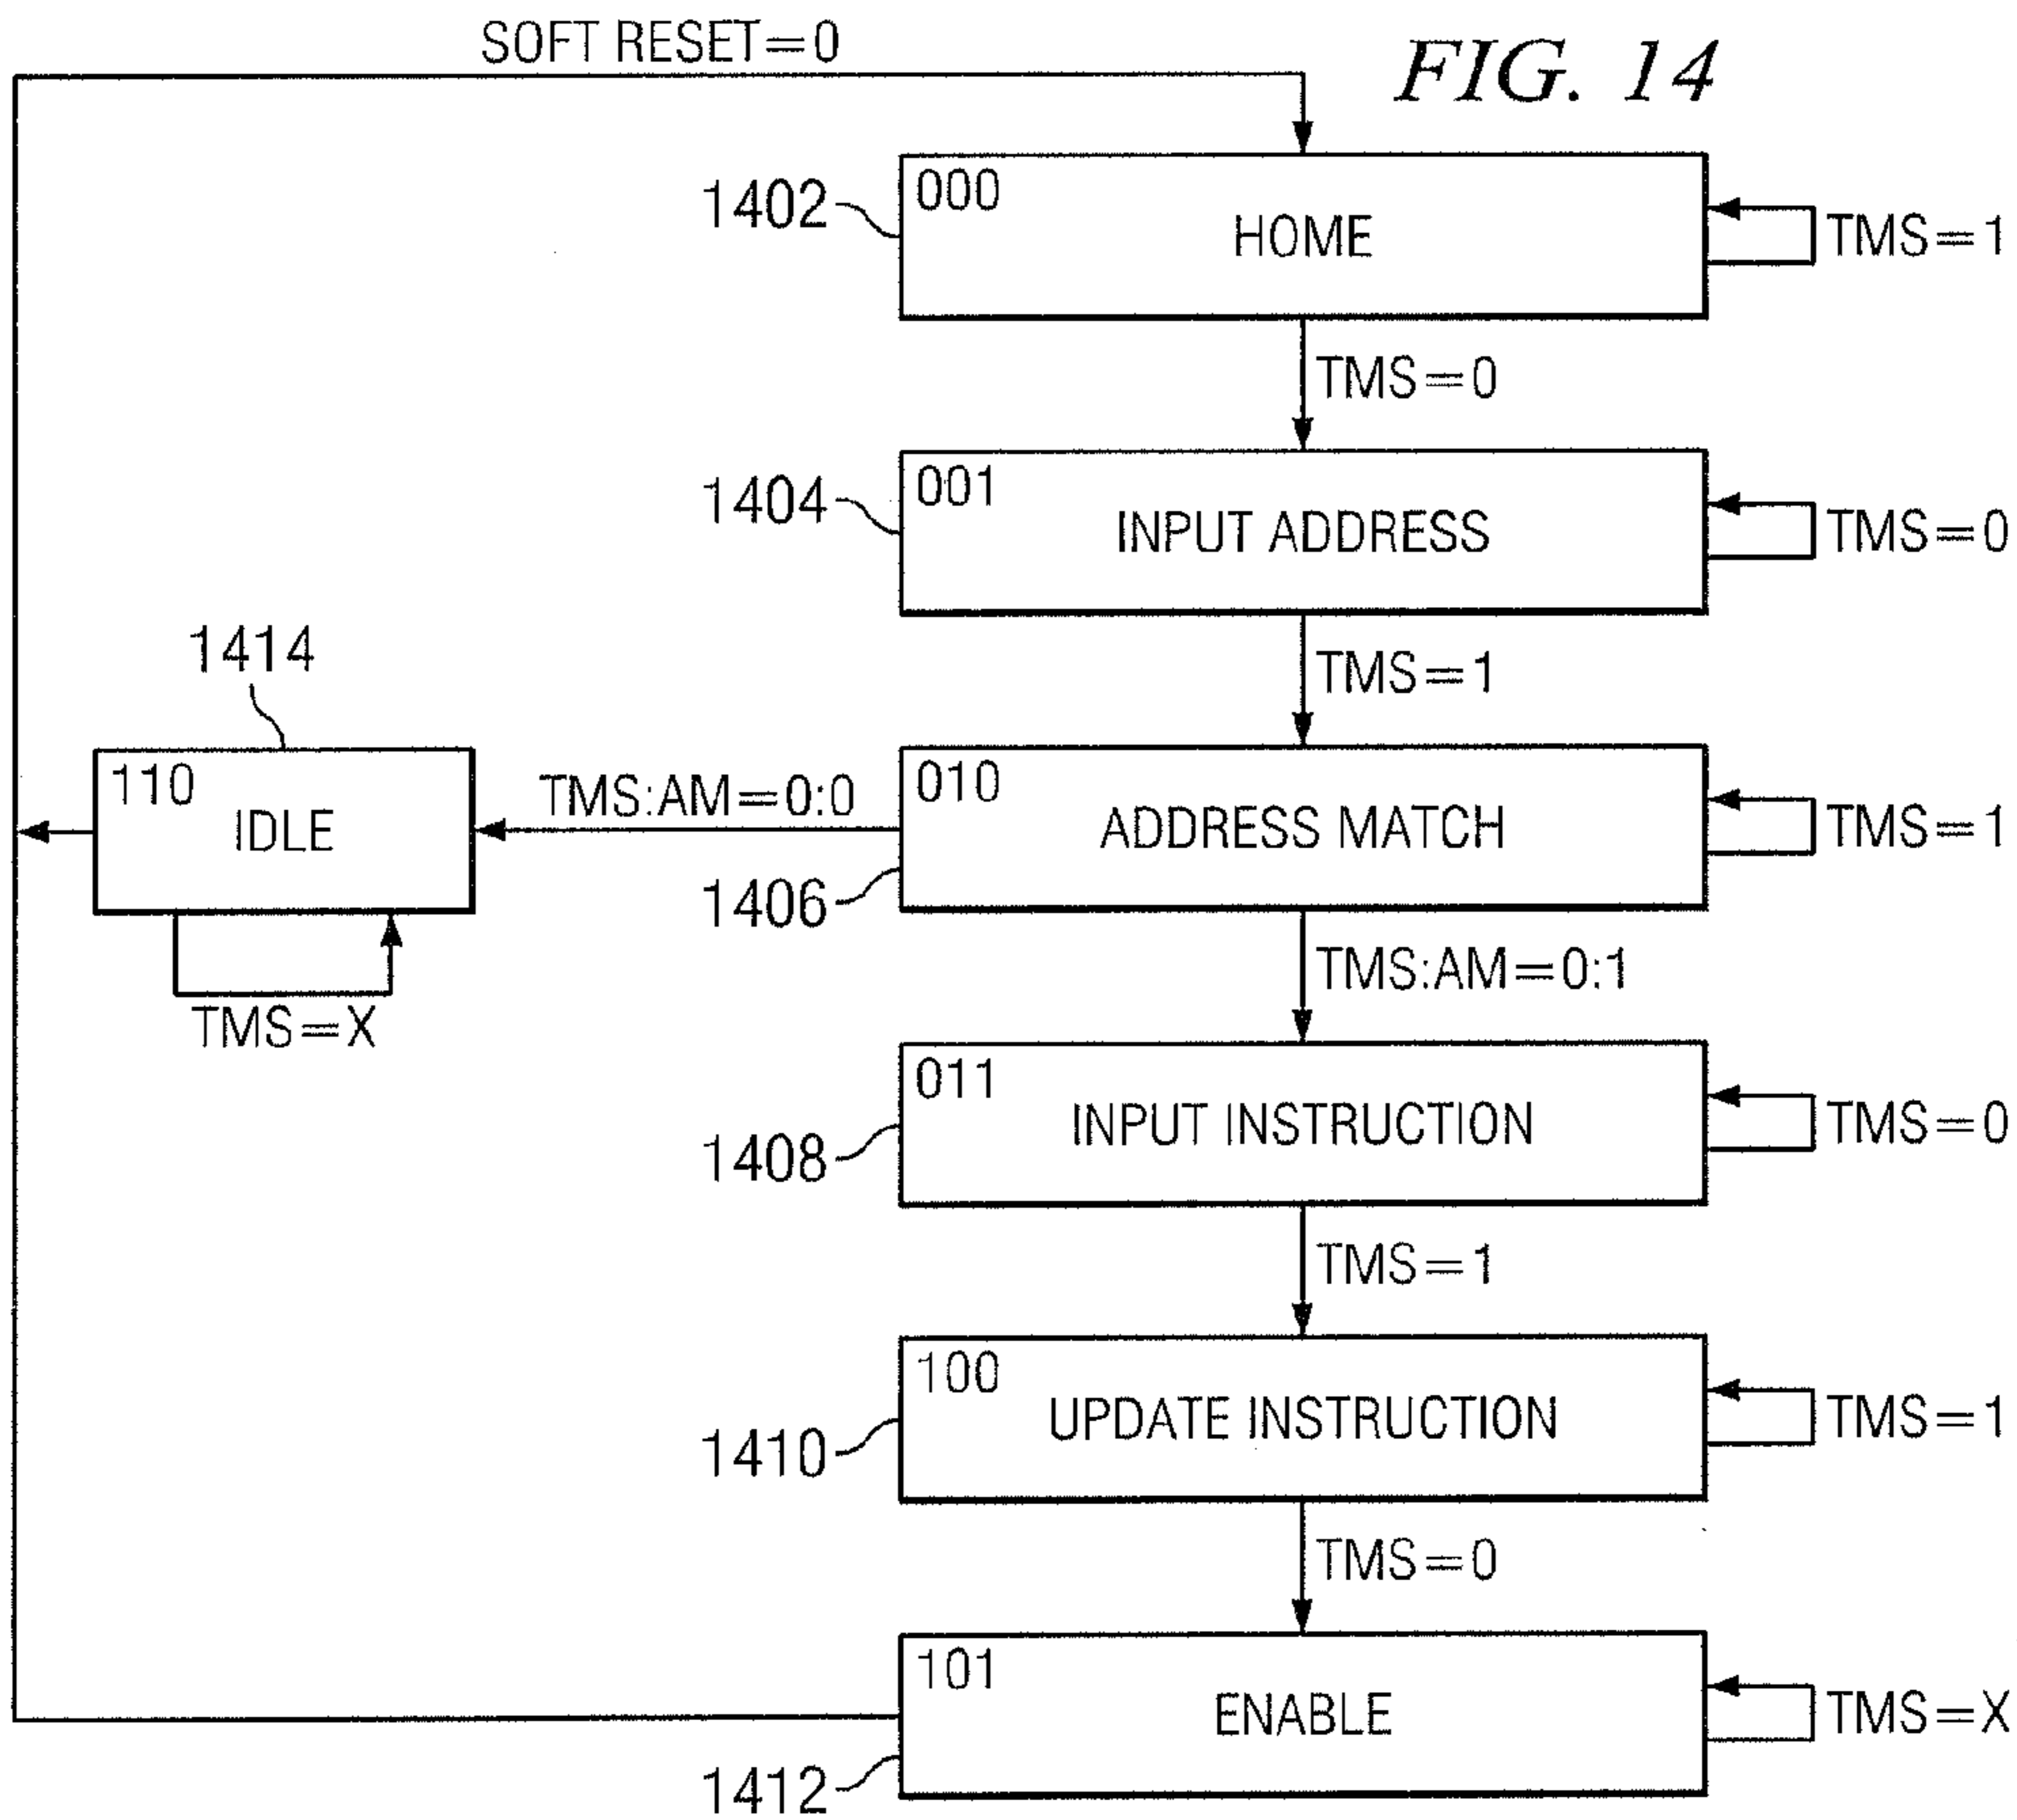 SOFT RESET=0
FIG. 14
1402
000
HOME
TMS=1
TMS=0
1404
001
INPUT ADDRESS
TMS=0
TMS=1
1414
110
IDLE
TMS=X
TMS:AM=0:0
1406
010
ADDRESS MATCH
TMS=1
TMS:AM=0:1
1408
011
INPUT INSTRUCTION
TMS=0
TMS=1
1410
100
UPDATE INSTRUCTION
TMS=1
TMS=0
1412
101
ENABLE
TMS=X